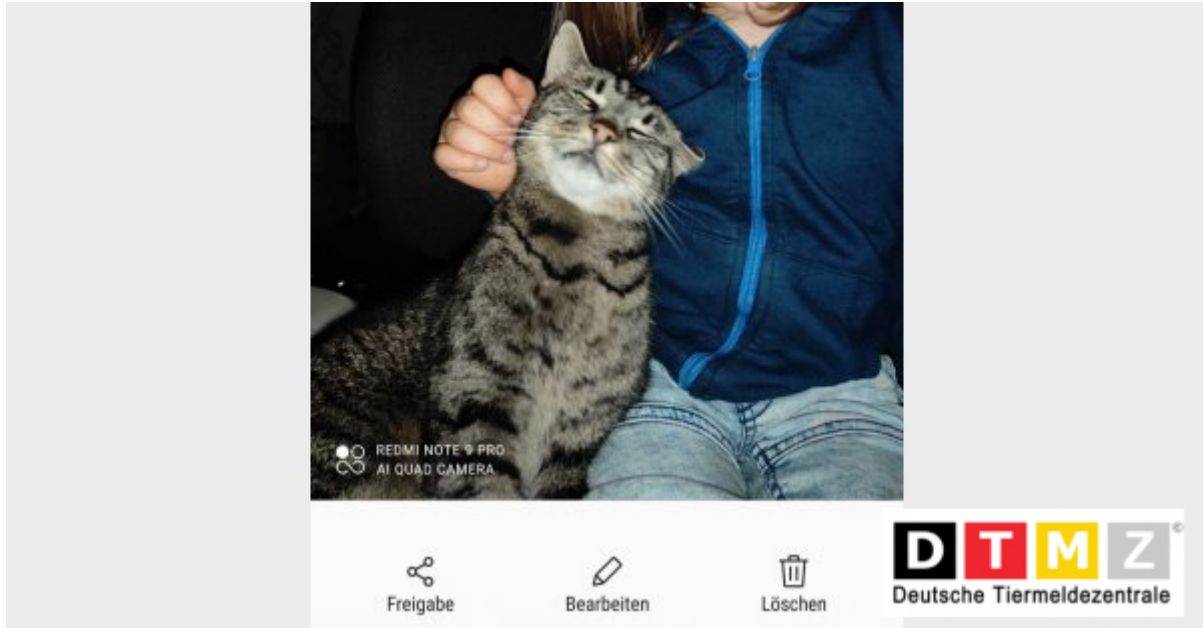 REDMI NOTE 9 PRO
AI QUAD CAMERA
Freigabe
Bearbeiten
Löschen
DTMZ
Deutsche Tiermeldezentrale